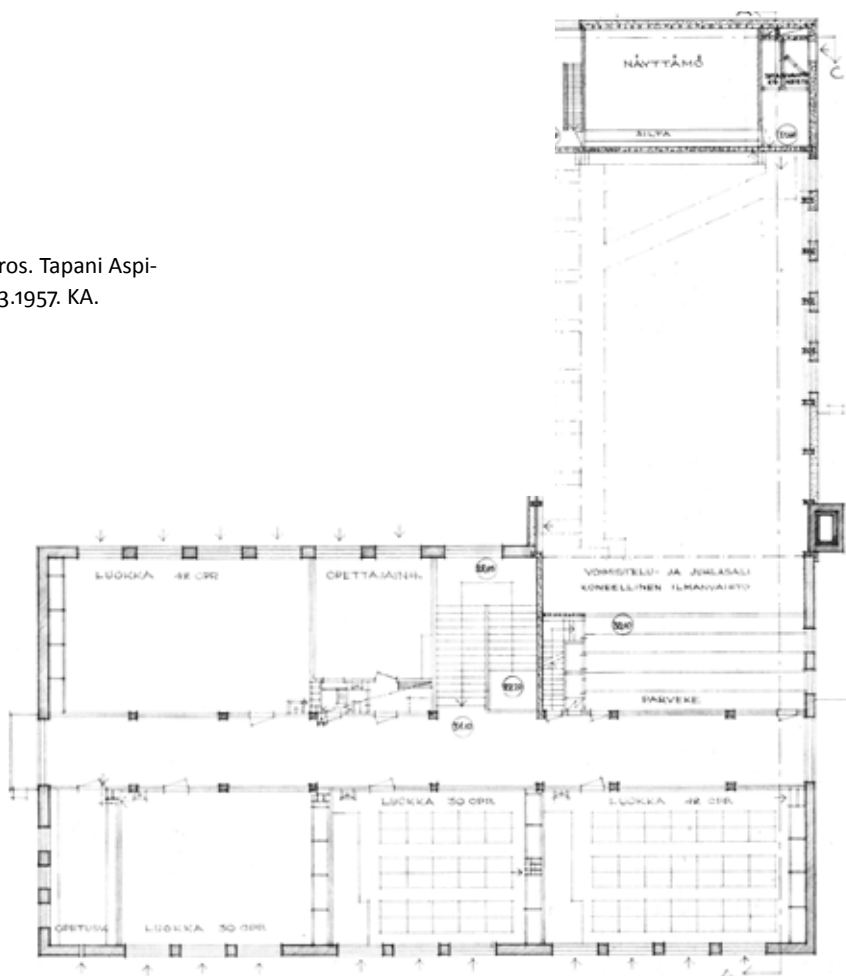 A
NÄYTTÄMÖ
C
SILTA
ros. Tapani Aspi-
3.1957. KA.
LUOKKA 42 OPP.
OPETTAJAINH.
VOIMISTELU- JA JUHLASALI
KONEELLINEN ILMANVAIHTO
PARVEKE
LUOKKA 30 OPP.
LUOKKA 42 OPP.
OPETUSV.
LUOKKA 30 OPP.